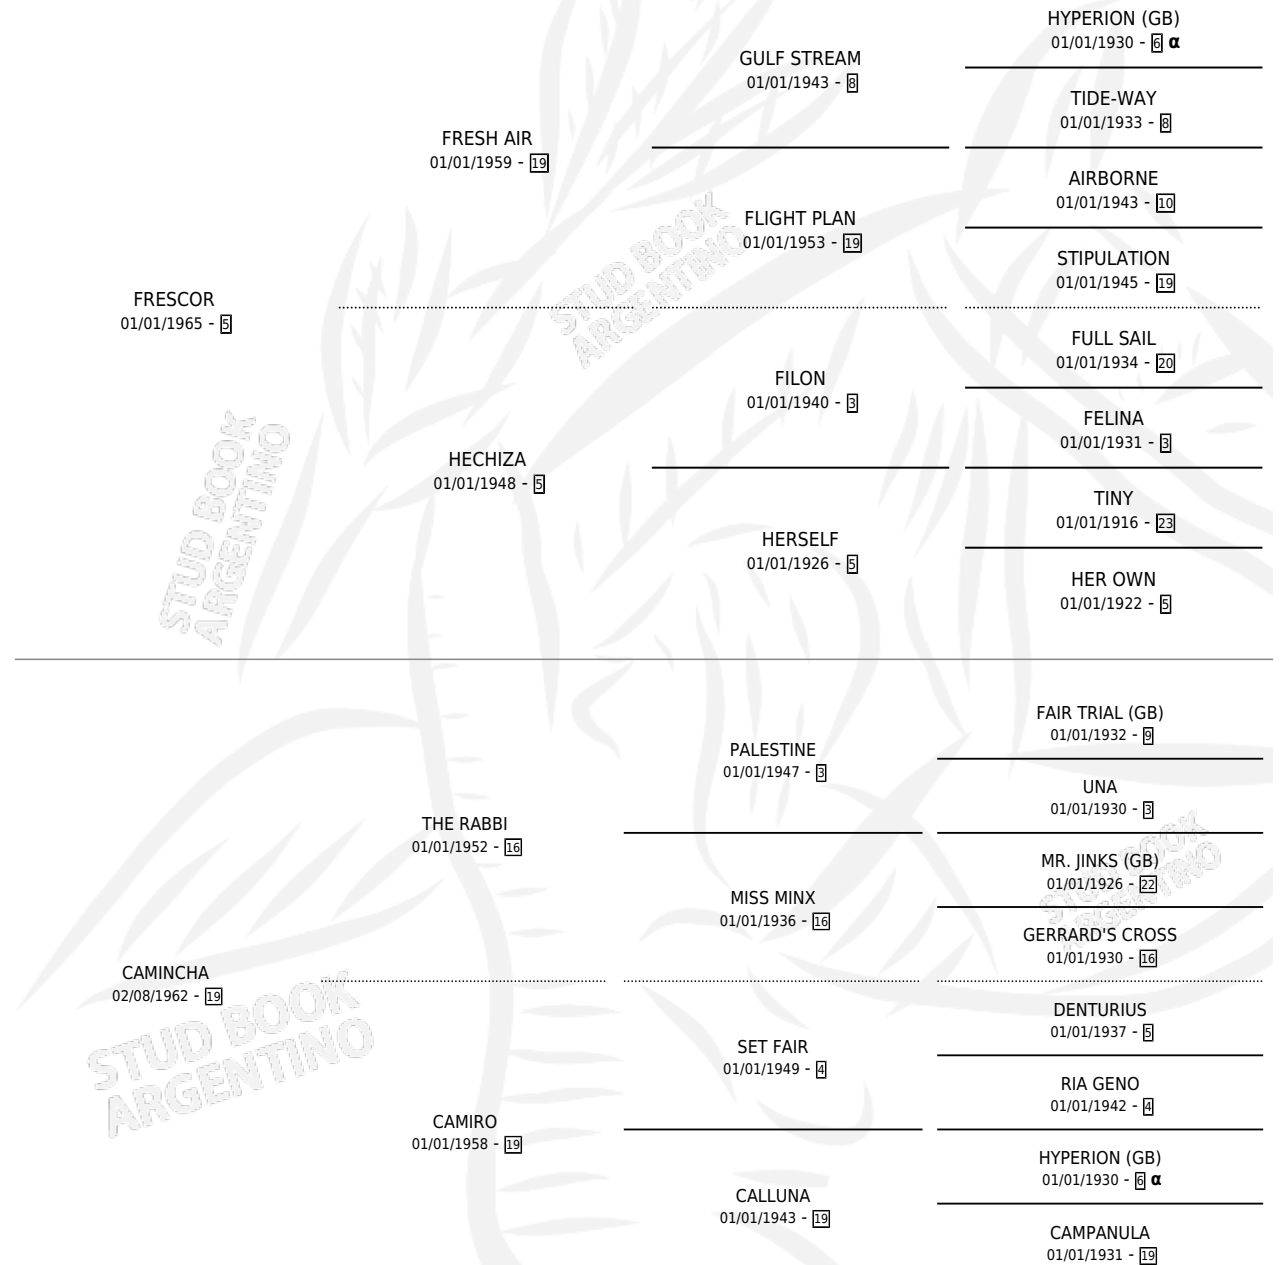 HYPERION (GB)
01/01/1930 - 6 α
GULF STREAM
01/01/1943 - 8
TIDE-WAY
01/01/1933 - 8
FRESH AIR
01/01/1959 - 19
AIRBORNE
01/01/1943 - 10
FLIGHT PLAN
01/01/1953 - 19
STIPULATION
01/01/1945 - 19
FRESCOR
01/01/1965 - 5
FULL SAIL
01/01/1934 - 20
FILON
01/01/1940 - 3
FELINA
01/01/1931 - 3
HECHIZA
01/01/1948 - 5
TINY
01/01/1916 - 23
HERSELF
01/01/1926 - 5
HER OWN
01/01/1922 - 5
FAIR TRIAL (GB)
01/01/1932 - 9
PALESTINE
01/01/1947 - 3
UNA
01/01/1930 - 3
THE RABBI
01/01/1952 - 16
MR. JINKS (GB)
01/01/1926 - 22
MISS MINX
01/01/1936 - 16
GERRARD'S CROSS
01/01/1930 - 16
CAMINCHA
02/08/1962 - 19
DENTURIUS
01/01/1937 - 5
SET FAIR
01/01/1949 - 4
RIA GENO
01/01/1942 - 4
CAMIRO
01/01/1958 - 19
HYPERION (GB)
01/01/1930 - 6 α
CALLUNA
01/01/1943 - 19
CAMPANULA
01/01/1931 - 19
STUD BOOK
ARGENTINO
STUD BOOK
ARGENTINO
STUD BOOK
ARGENTINO
STUD BOOK
ARGENTINO